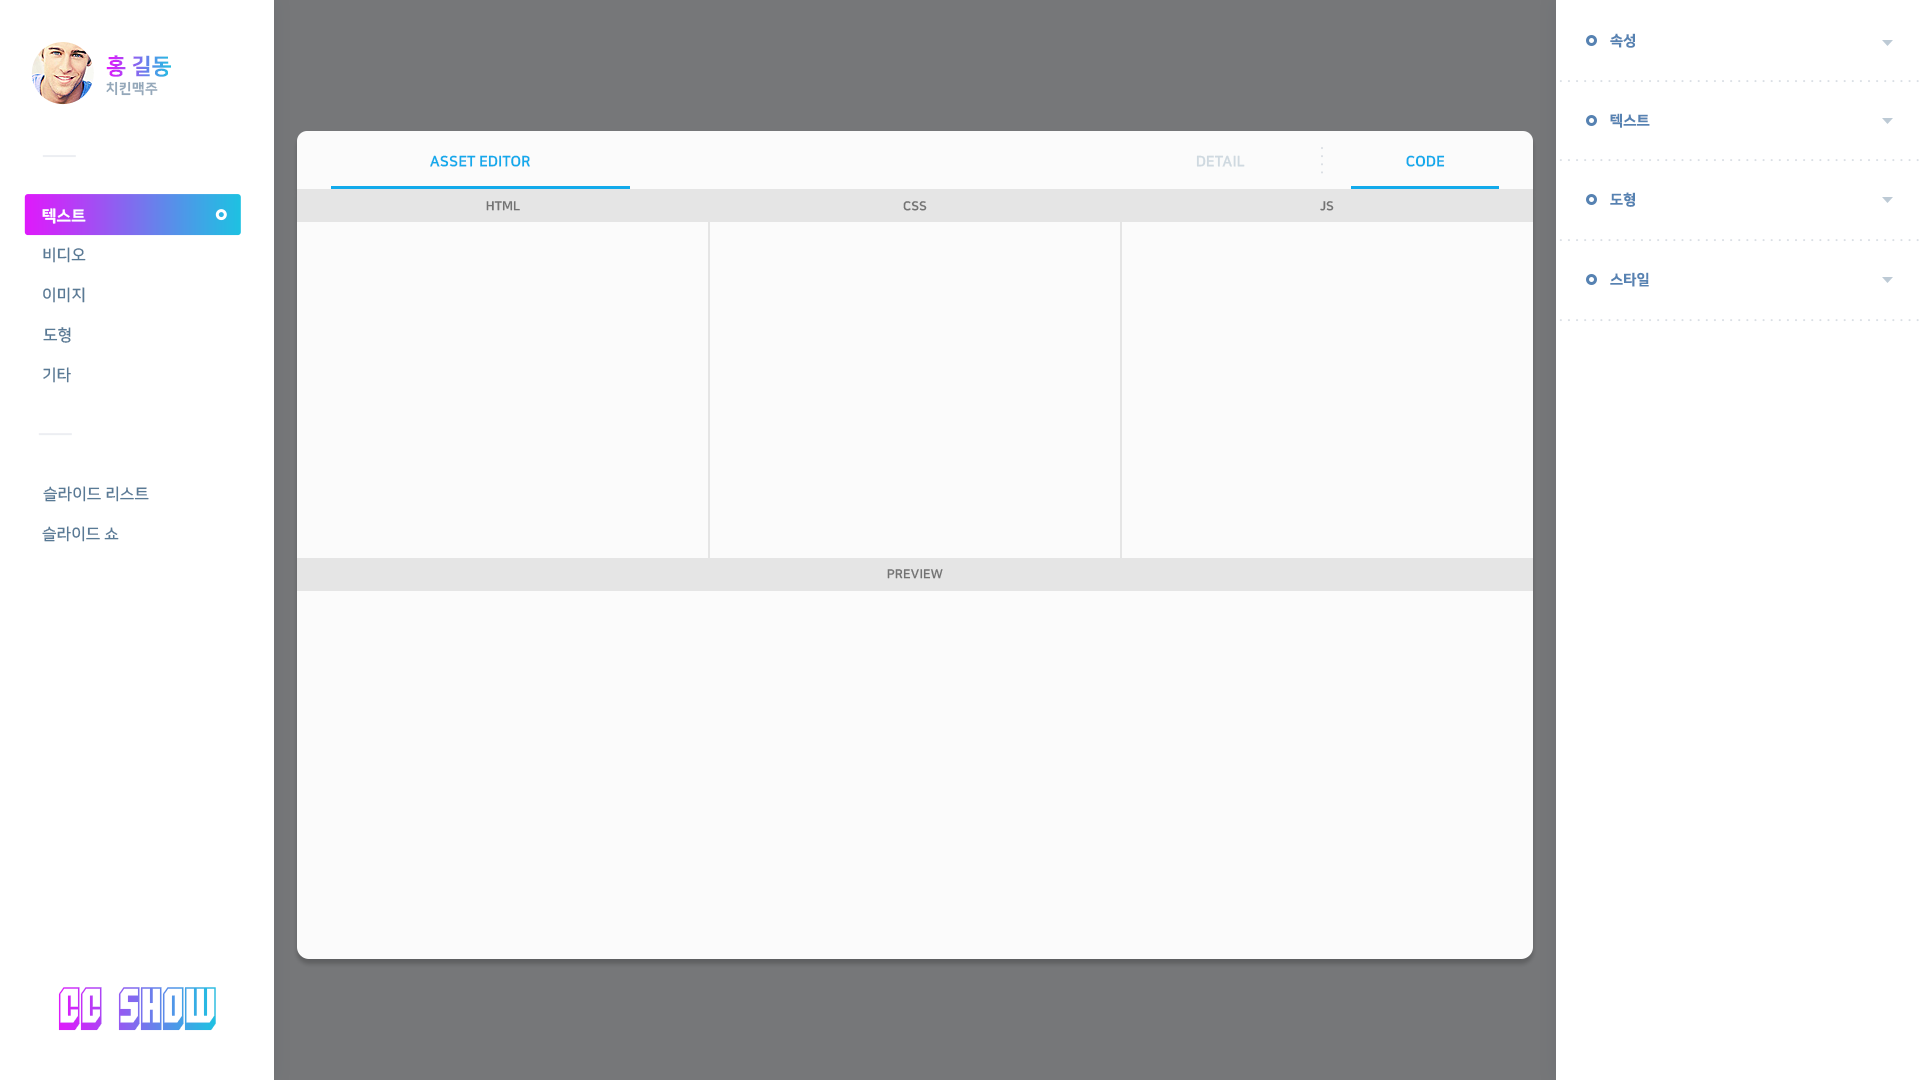 홍 길동
치킨맥주
텍스트
비디오
이미지
도형
기타
슬라이드 리스트
슬라이드 쇼
CC SHOW
ASSET EDITOR
DETAIL
CODE
HTML
CSS
JS
PREVIEW
속성
텍스트
도형
스타일